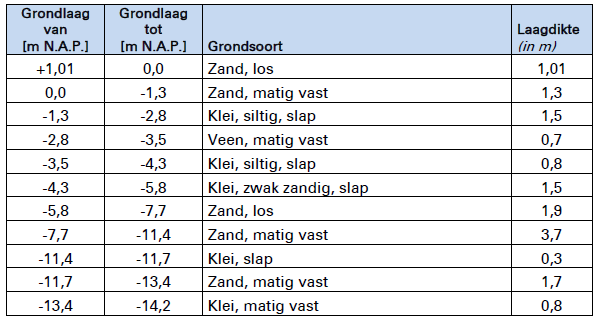 Grondlaag van [m N.A.P.] Grondlaag tot [m N.A.P.] Grondsoort Laagdikte (in m)
+1,01 0,0 Zand, los 1,01
0,0 -1,3 Zand, matig vast 1,3
-1,3 -2,8 Klei, siltig, slap 1,5
-2,8 -3,5 Veen, matig vast 0,7
-3,5 -4,3 Klei, siltig, slap 0,8
-4,3 -5,8 Klei, zwak zandig, slap 1,5
-5,8 -7,7 Zand, los 1,9
-7,7 -11,4 Zand, matig vast 3,7
-11,4 -11,7 Klei, slap 0,3
-11,7 -13,4 Zand, matig vast 1,7
-13,4 -14,2 Klei, matig vast 0,8